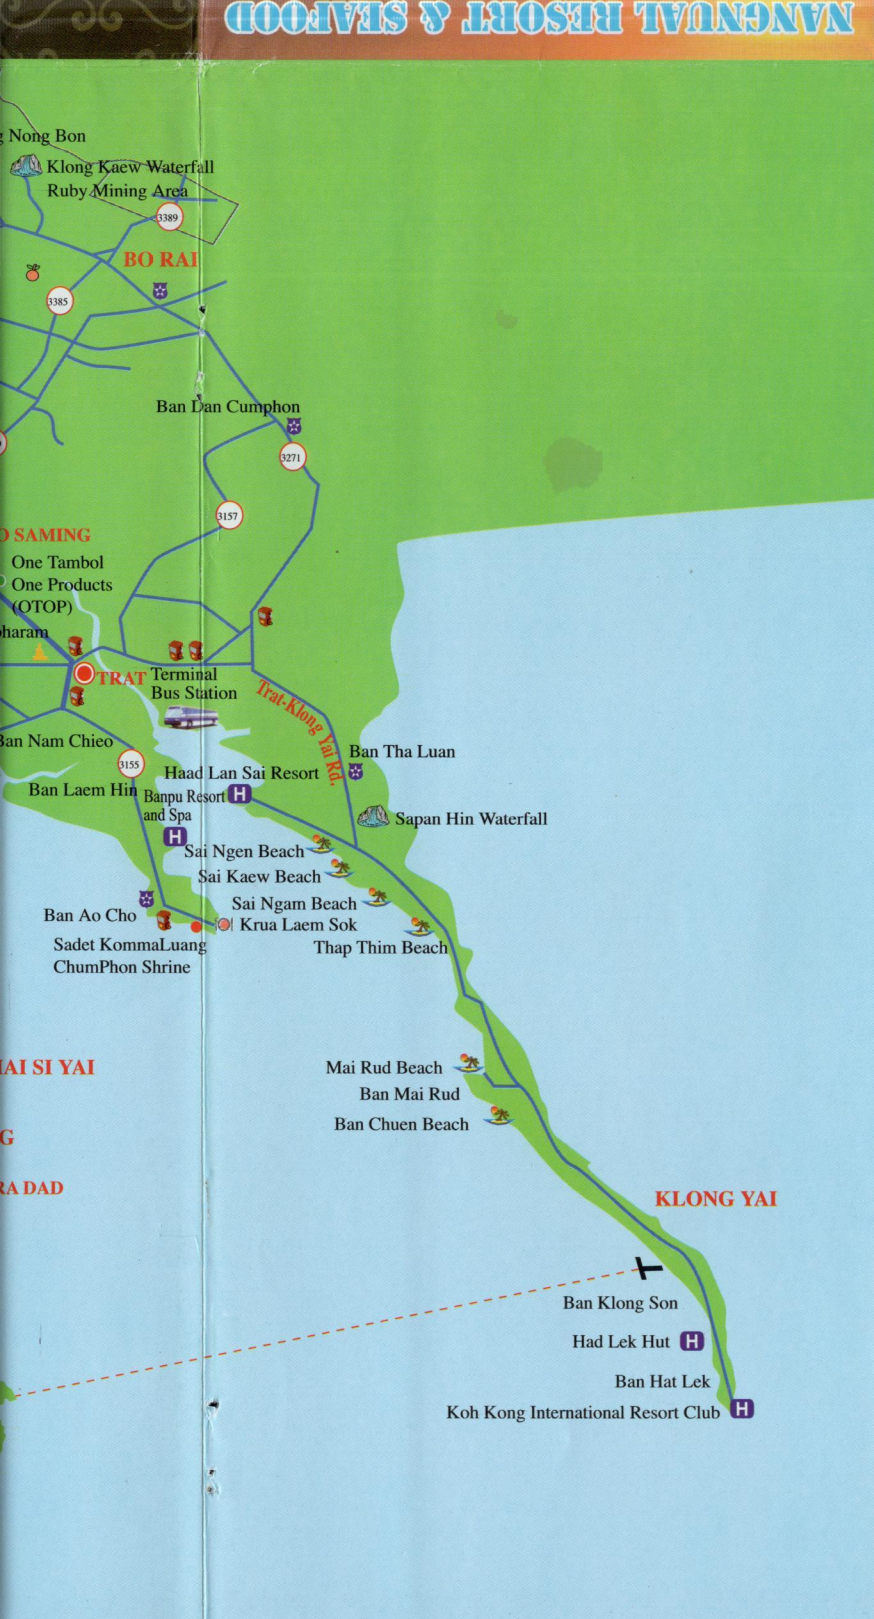 NANGNUAL RESORT & SEAFOOD
g Nong Bon
Klong Kaew Waterfall
Ruby Mining Area
3389
BO RAI
3385
Ban Dan Cumphon
3271
3157
O SAMING
One Tambol
One Products
(OTOP)
haram
TRAT
Terminal
Bus Station
Trat-Klong Yai Rd.
Ban Nam Chieo
Ban Tha Luan
3155
Haad Lan Sai Resort
Ban Laem Hin
Banpu Resort
and Spa
H
H
Sapan Hin Waterfall
Sai Ngen Beach
Sai Kaew Beach
Sai Ngam Beach
Ban Ao Cho
Krua Laem Sok
Sadet KommaLuang
ChumPhon Shrine
Thap Thim Beach
Mai Rud Beach
AI SI YAI
Ban Mai Rud
Ban Chuen Beach
G
RA DAD
KLONG YAI
Ban Klong Son
Had Lek Hut
H
Ban Hat Lek
Koh Kong International Resort Club
H